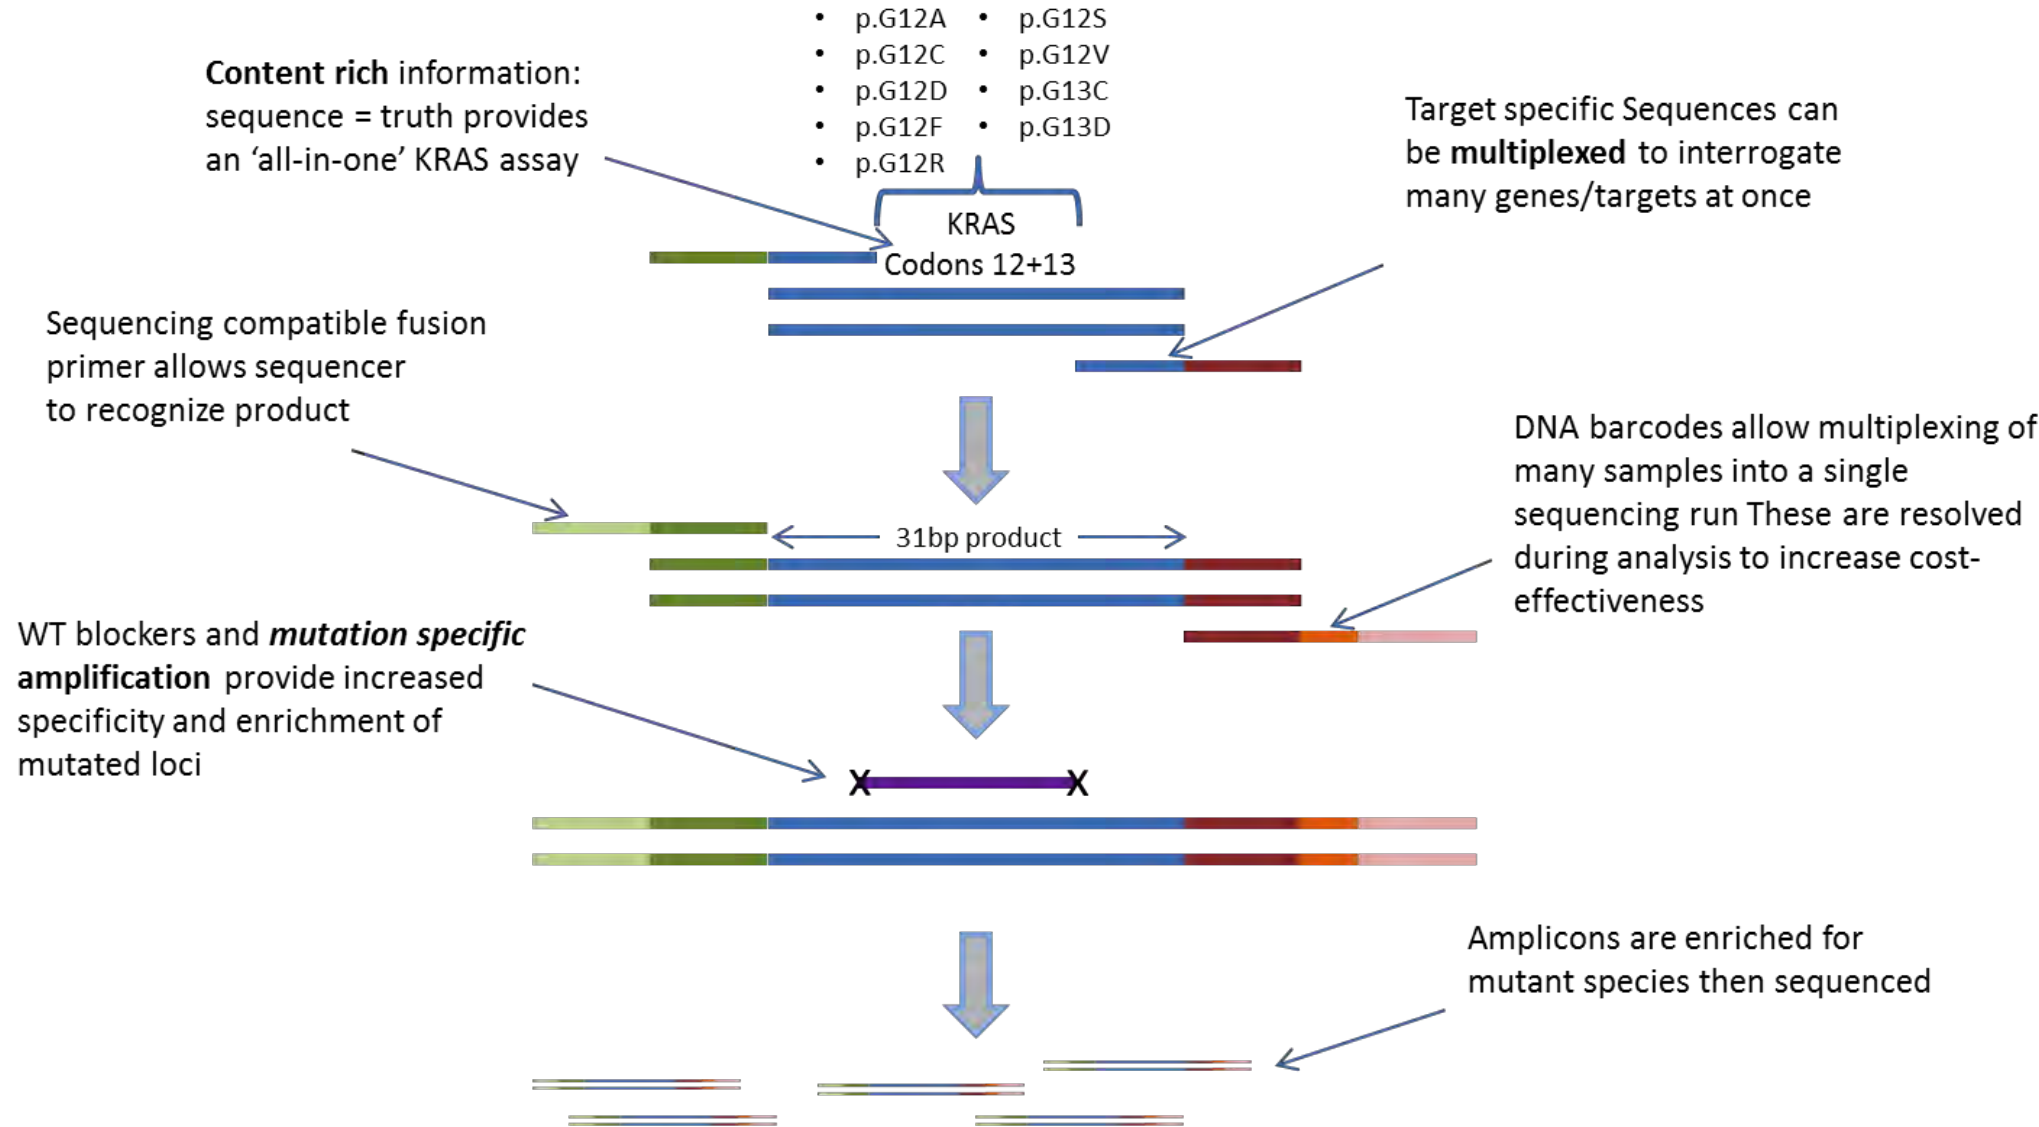 • p.G12A • p.G12S
• p.G12C • p.G12V
• p.G12D • p.G13C
• p.G12F • p.G13D
• p.G12R
Content rich information:
sequence = truth provides
an ‘all-in-one’ KRAS assay
Target specific Sequences can
be multiplexed to interrogate
many genes/targets at once
KRAS
Codons 12+13
Sequencing compatible fusion
primer allows sequencer
to recognize product
DNA barcodes allow multiplexing of
many samples into a single
sequencing run These are resolved
during analysis to increase cost-
effectiveness
31bp product
WT blockers and mutation specific
amplification provide increased
specificity and enrichment of
mutated loci
X X
Amplicons are enriched for
mutant species then sequenced